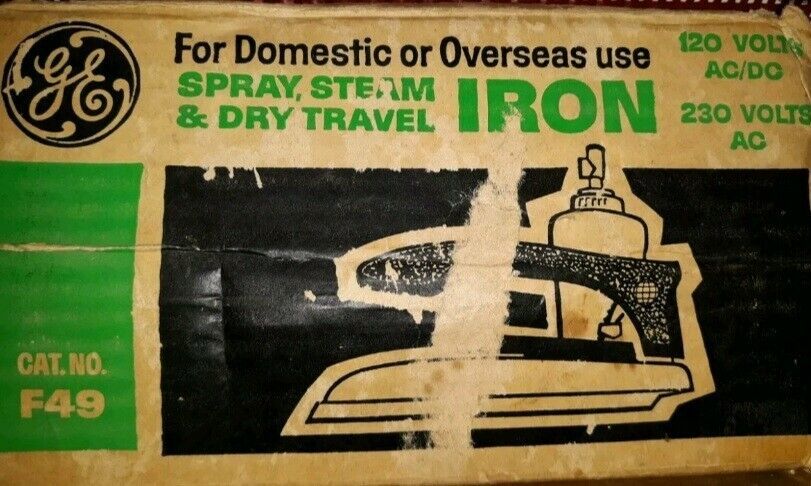 GE
For Domestic or Overseas use
SPRAY, STEAM
& DRY TRAVEL
IRON
120 VOLTS
AC/DC
230 VOLTS
AC
CAT. NO.
F49